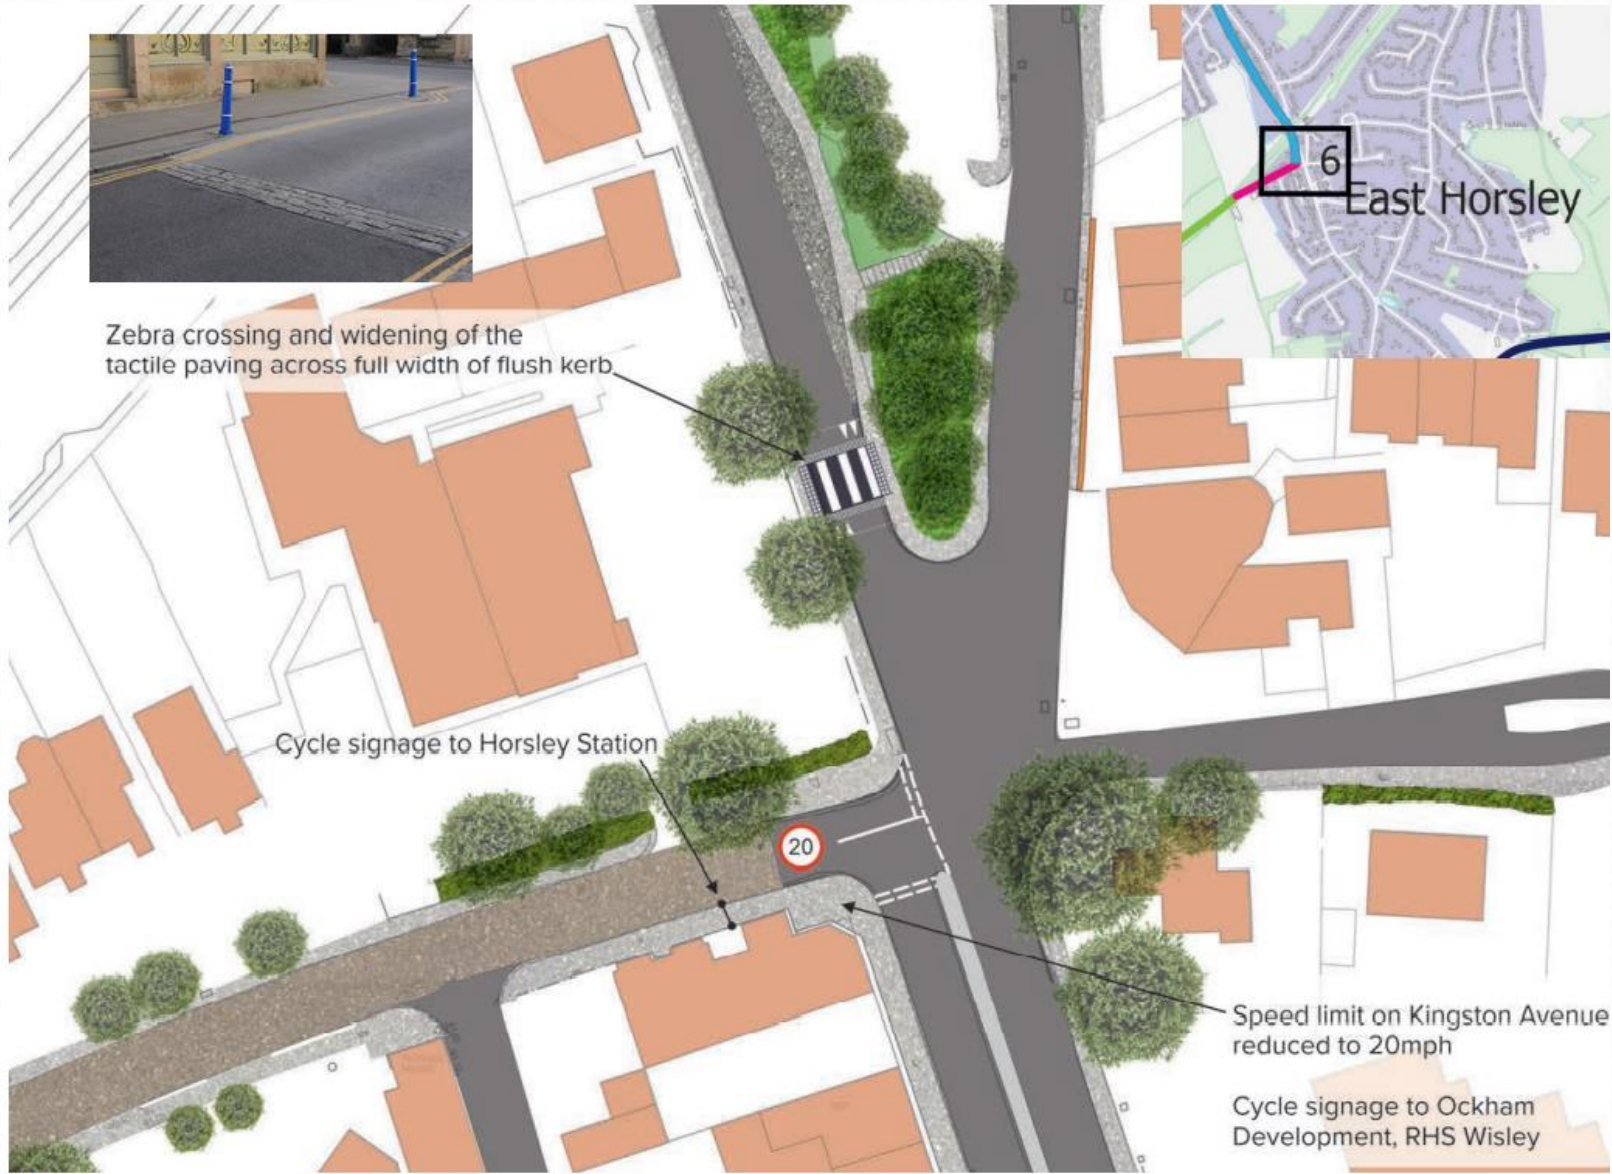 6
East Horsley
Zebra crossing and widening of the
tactile paving across full width of flush kerb
Cycle signage to Horsley Station
20
Speed limit on Kingston Avenue
reduced to 20mph
Cycle signage to Ockham
Development, RHS Wisley